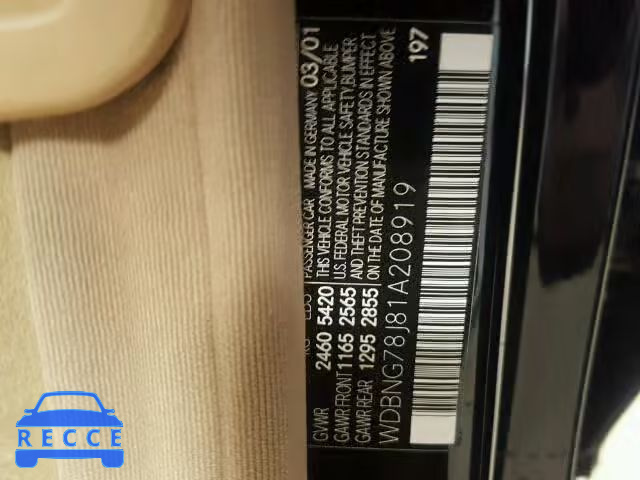 KG LBS PASSENGER CAR MADE IN GERMANY 03/01
GVWR 2460 5420 THIS VEHICLE CONFORMS TO ALL APPLICABLE
GAWR FRONT 1165 2565 U.S. FEDERAL MOTOR VEHICLE SAFETY, BUMPER
GAWR REAR 1295 2855 AND THEFT PREVENTION STANDARDS IN EFFECT
ON THE DATE OF MANUFACTURE SHOWN ABOVE
WDBNG78J81A208919 197
RECCE